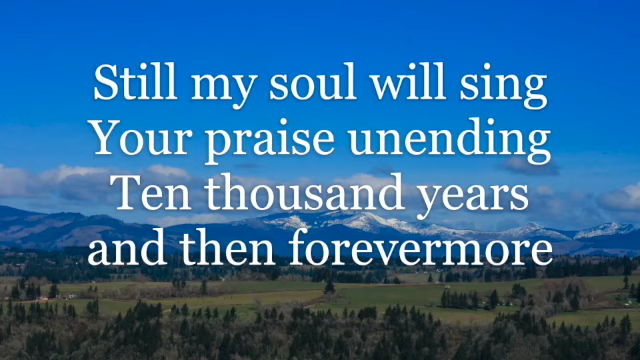 Still my soul will sing
Your praise unending
Ten thousand years
and then forevermore